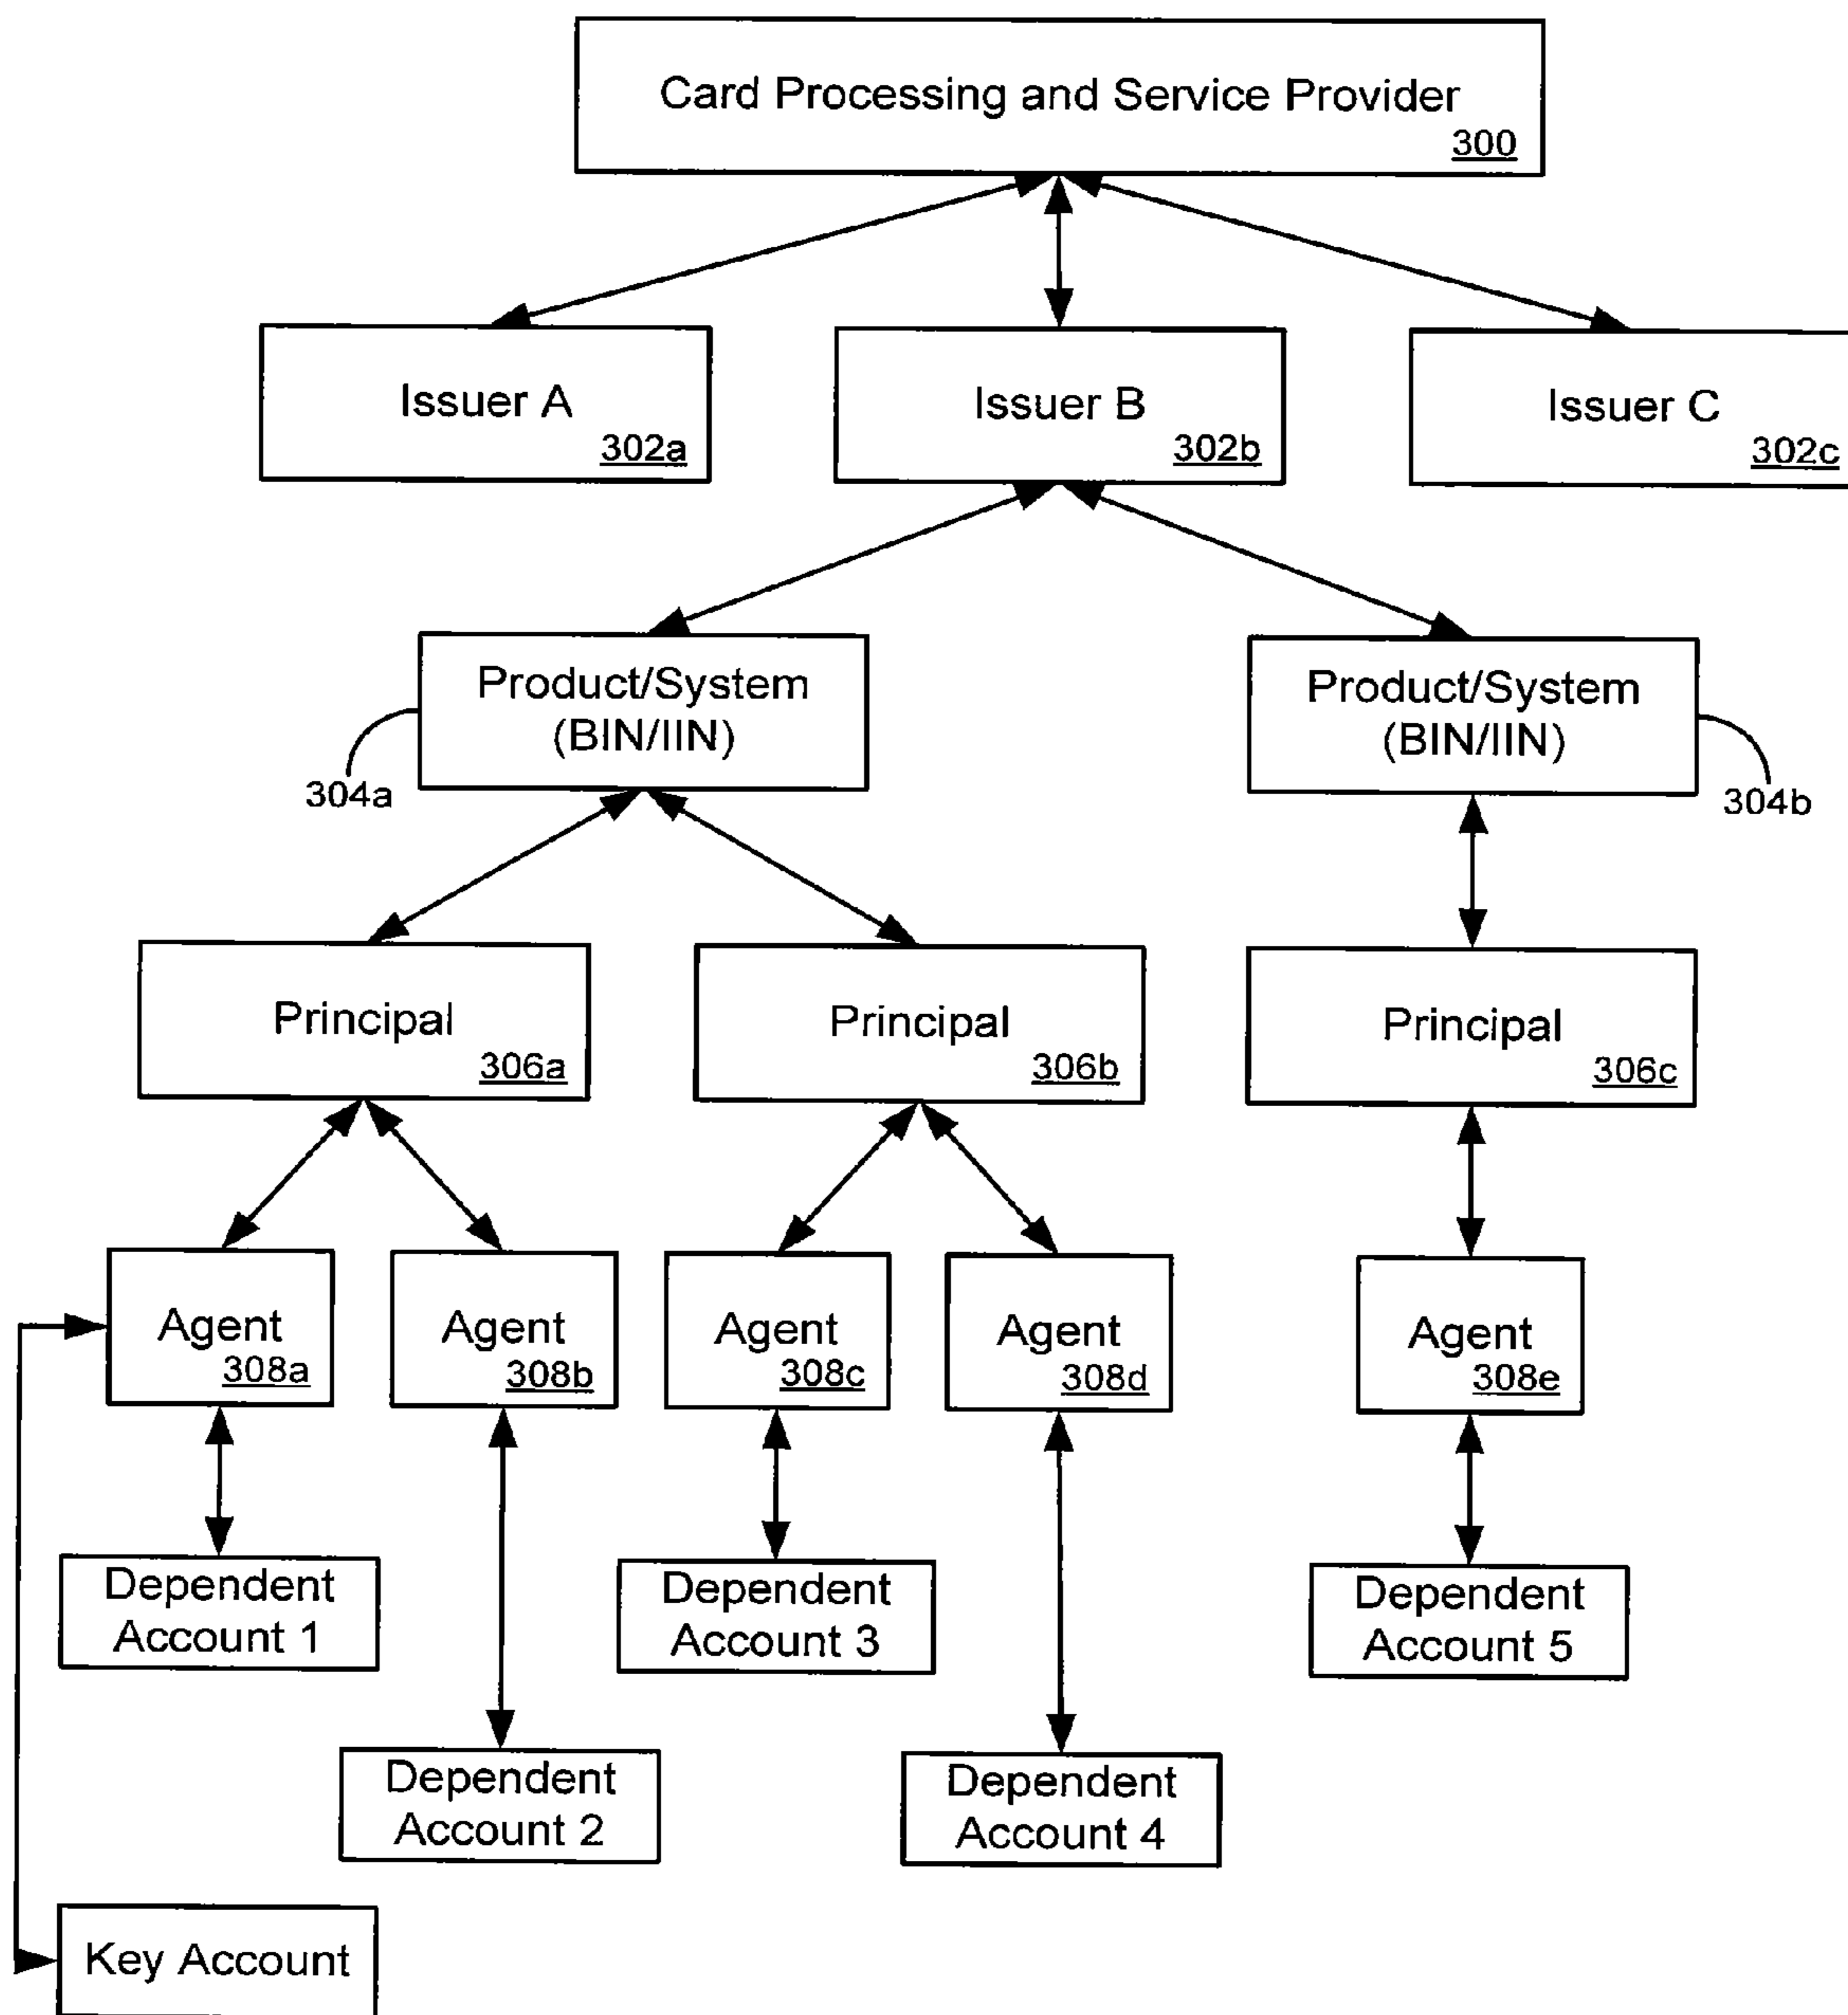 Card Processing and Service Provider
300
Issuer A
302a
Issuer B
302b
Issuer C
302c
Product/System
(BIN/IIN)
304a
Product/System
(BIN/IIN)
304b
Principal
306a
Principal
306b
Principal
306c
Agent
308a
Agent
308b
Agent
308c
Agent
308d
Agent
308e
Dependent
Account 1
Dependent
Account 3
Dependent
Account 5
Dependent
Account 2
Dependent
Account 4
Key Account